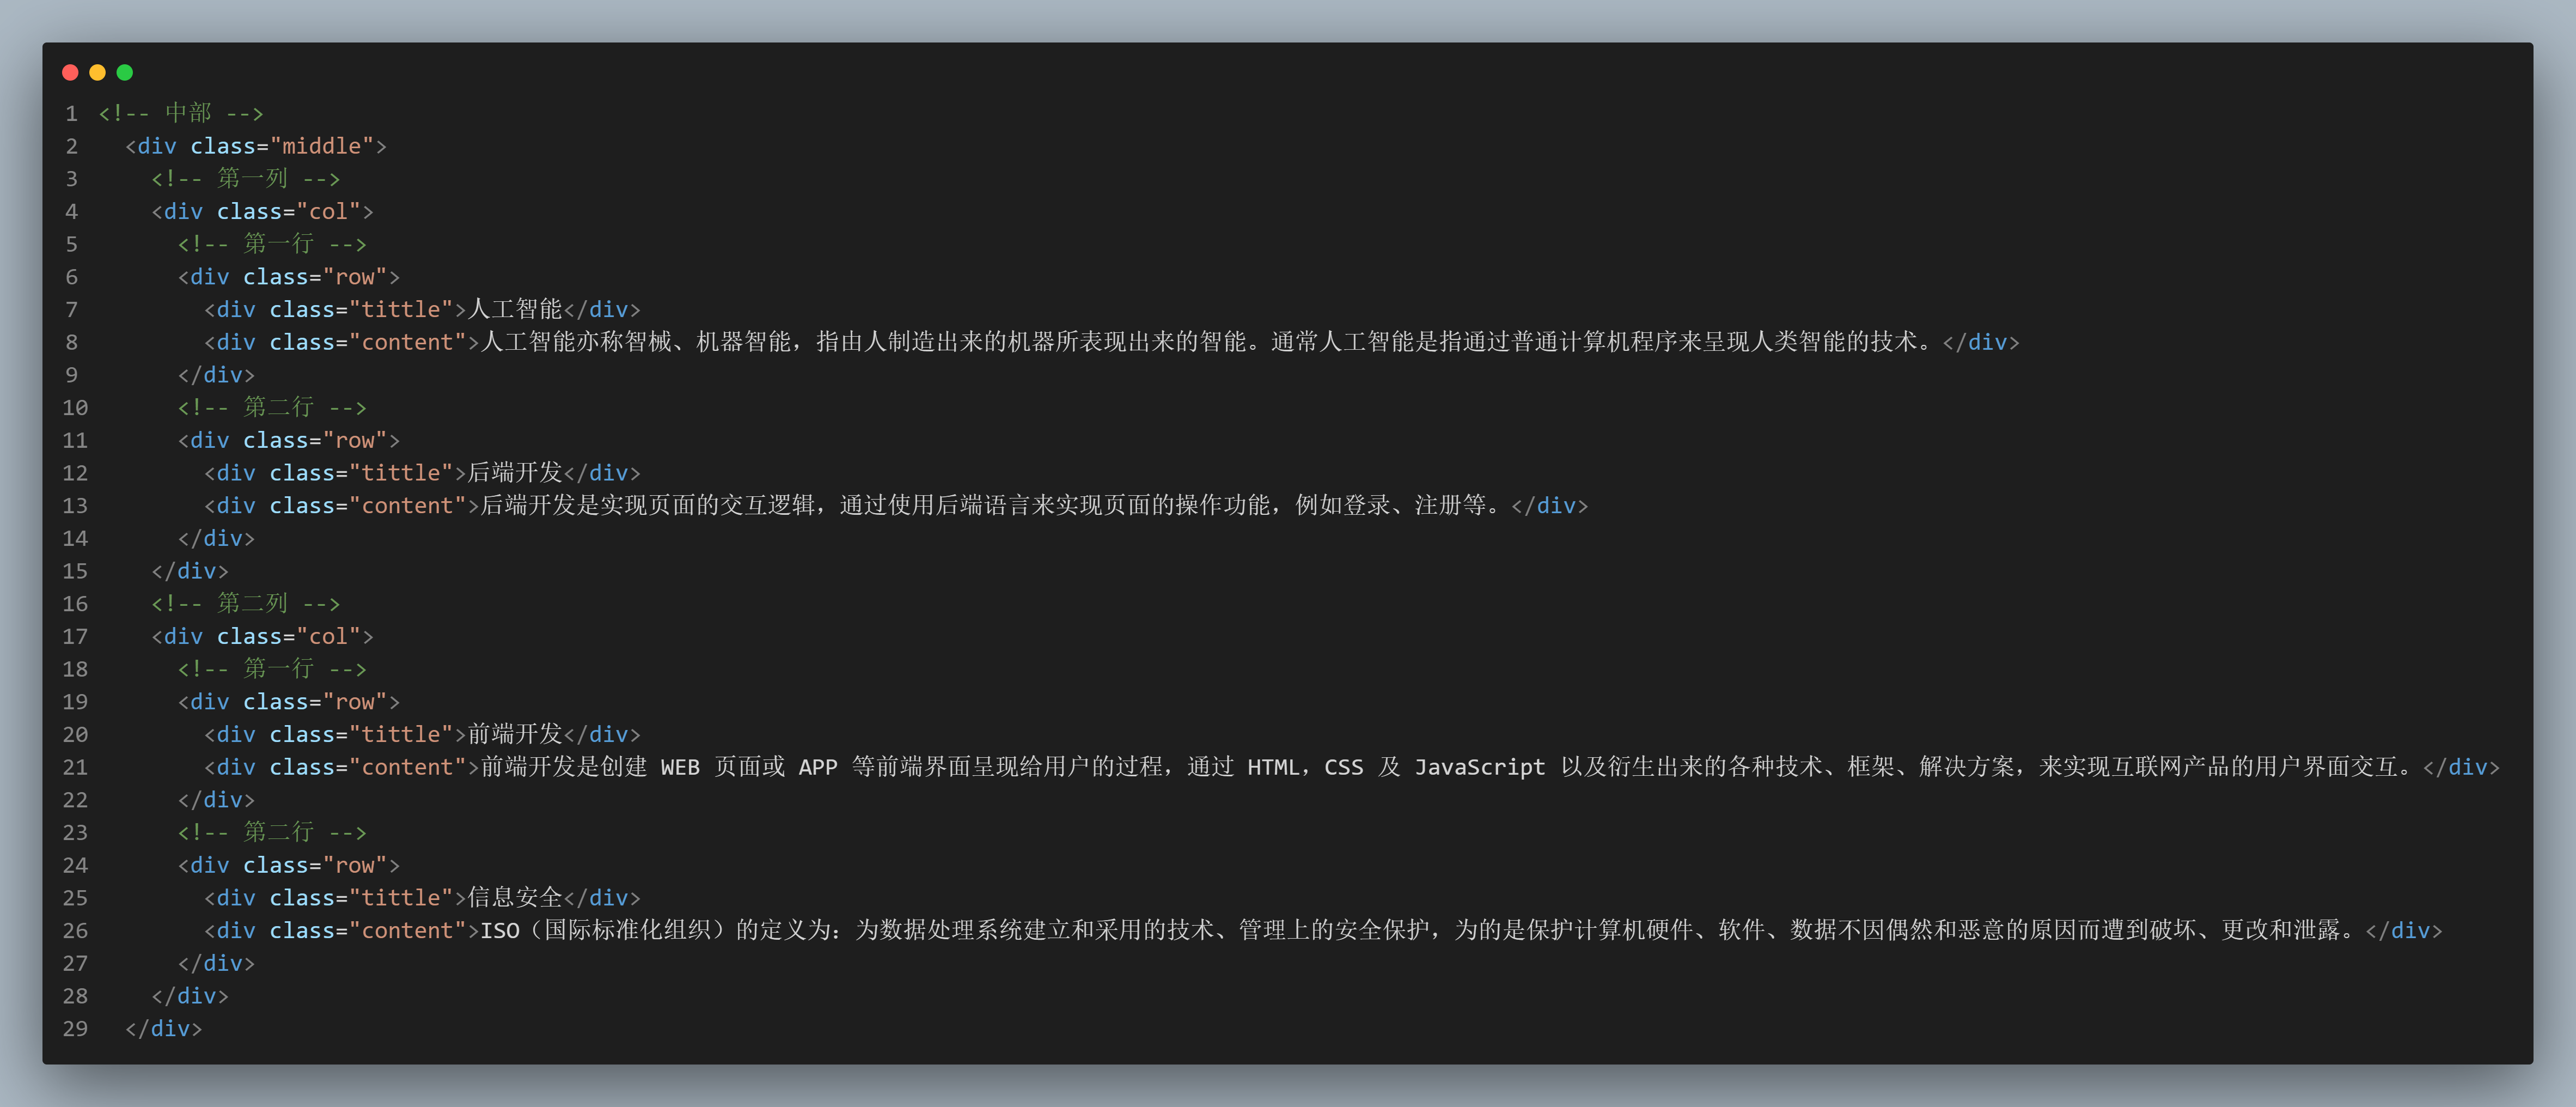 1 <!-- 中部 -->
2 <div class="middle">
3 <!-- 第一列 -->
4 <div class="col">
5 <!-- 第一行 -->
6 <div class="row">
7 <div class="tittle">人工智能</div>
8 <div class="content">人工智能亦称智械、机器智能，指由人制造出来的机器所表现出来的智能。通常人工智能是指通过普通计算机程序来呈现人类智能的技术。</div>
9 </div>
10 <!-- 第二行 -->
11 <div class="row">
12 <div class="tittle">后端开发</div>
13 <div class="content">后端开发是实现页面的交互逻辑，通过使用后端语言来实现页面的操作功能，例如登录、注册等。</div>
14 </div>
15 </div>
16 <!-- 第二列 -->
17 <div class="col">
18 <!-- 第一行 -->
19 <div class="row">
20 <div class="tittle">前端开发</div>
21 <div class="content">前端开发是创建 WEB 页面或 APP 等前端界面呈现给用户的过程，通过 HTML，CSS 及 JavaScript 以及衍生出来的各种技术、框架、解决方案，来实现互联网产品的用户界面交互。</div>
22 </div>
23 <!-- 第二行 -->
24 <div class="row">
25 <div class="tittle">信息安全</div>
26 <div class="content">ISO（国际标准化组织）的定义为：为数据处理系统建立和采用的技术、管理上的安全保护，为的是保护计算机硬件、软件、数据不因偶然和恶意的原因而遭到破坏、更改和泄露。</div>
27 </div>
28 </div>
29 </div>